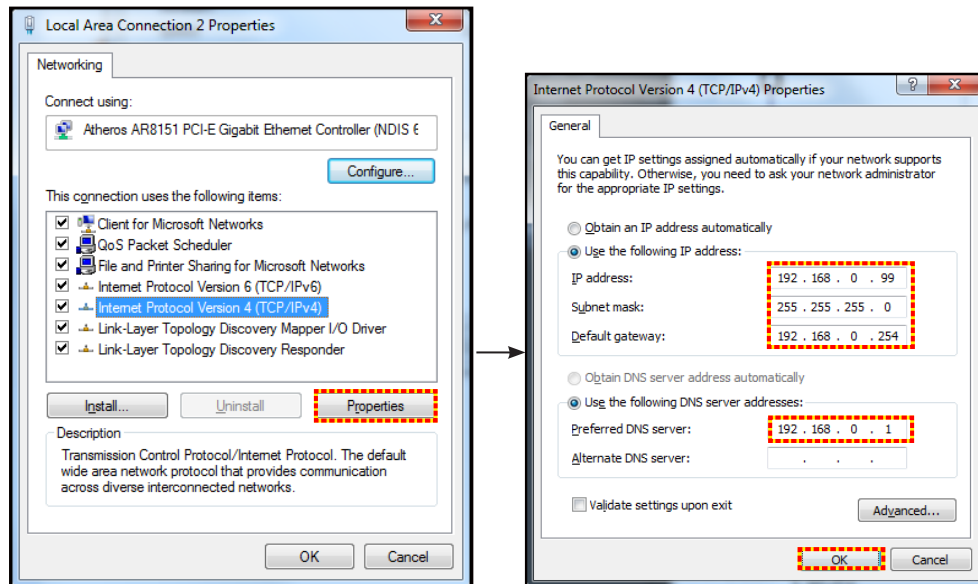 Local Area Connection 2 Properties
Networking
Connect using:
Atheros AR8151 PCI-E Gigabit Ethernet Controller (NDIS 6
Configure...
This connection uses the following items:
Client for Microsoft Networks
QoS Packet Scheduler
File and Printer Sharing for Microsoft Networks
Internet Protocol Version 6 (TCP/IPv6)
Internet Protocol Version 4 (TCP/IPv4)
Link-Layer Topology Discovery Mapper I/O Driver
Link-Layer Topology Discovery Responder
Install...
Uninstall
Properties
Description
Transmission Control Protocol/Internet Protocol. The default
wide area network protocol that provides communication
across diverse interconnected networks.
OK
Cancel
Internet Protocol Version 4 (TCP/IPv4) Properties
General
You can get IP settings assigned automatically if your network supports
this capability. Otherwise, you need to ask your network administrator
for the appropriate IP settings.
Obtain an IP address automatically
Use the following IP address:
IP address: 192 . 168 . 0 . 99
Subnet mask: 255 . 255 . 255 . 0
Default gateway: 192 . 168 . 0 . 254
Obtain DNS server address automatically
Use the following DNS server addresses:
Preferred DNS server: 192 . 168 . 0 . 1
Alternate DNS server: . . .
Validate settings upon exit
Advanced...
OK
Cancel